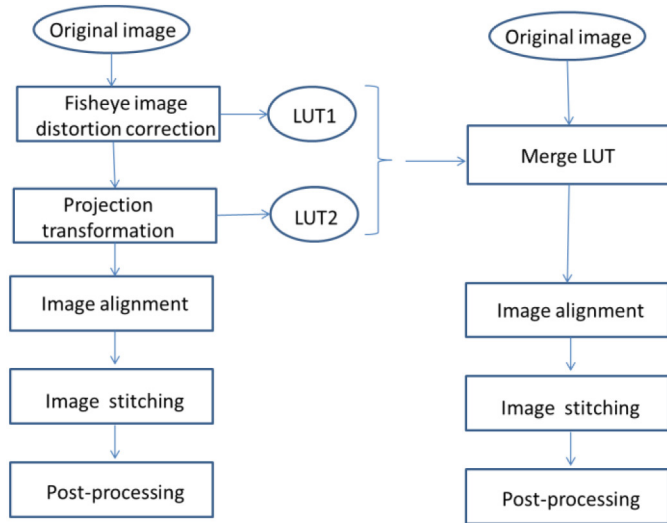 Original image
Fisheye image
distortion correction
LUT1
Projection
transformation
LUT2
Image alignment
Image stitching
Post-processing
Original image
Merge LUT
Image alignment
Image stitching
Post-processing